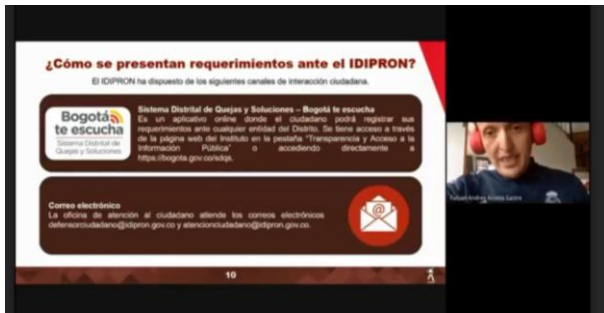 ¿Cómo se presentan requerimientos ante el IDIPRON?
El IDIPRON ha dispuesto de los siguientes canales de interacción ciudadana.
Bogotá
te escucha
Sistema Distrital de
Quejas y Soluciones
Sistema Distrital de Quejas y Soluciones – Bogotá te escucha
Es un aplicativo online donde el ciudadano podrá registrar sus
requerimientos ante cualquier entidad del Distrito. Se tiene acceso a través
de la página web del Instituto en la pestaña "Transparencia y Acceso a la
Información Pública" o accediendo directamente a
https://bogota.gov.co/sdqs.
Correo electrónico
La oficina de atención al ciudadano atiende los correos electrónicos
defensorciudadano@idipron.gov.co y atencionciudadano@idipron.gov.co.
10
Andres Acosta